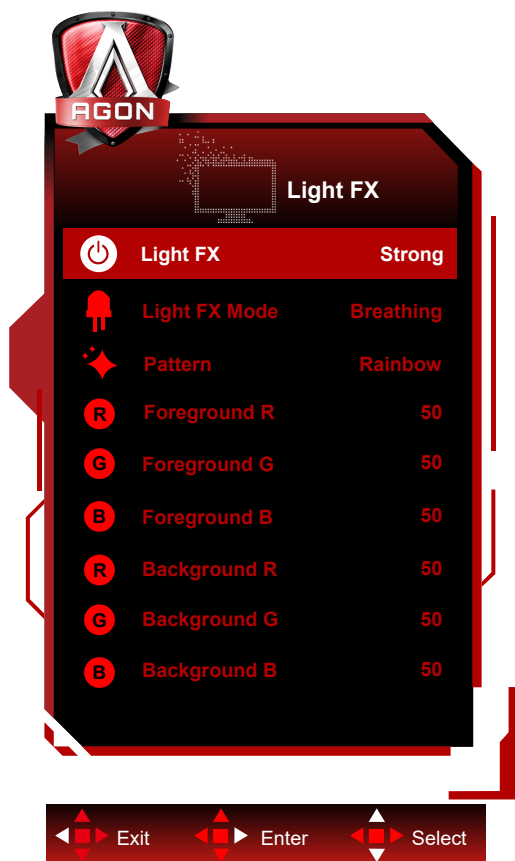 AGON
Light FX
Light FX Strong
Light FX Mode Breathing
Pattern Rainbow
R Foreground R 50
G Foreground G 50
B Foreground B 50
R Background R 50
G Background G 50
B Background B 50
Exit Enter Select